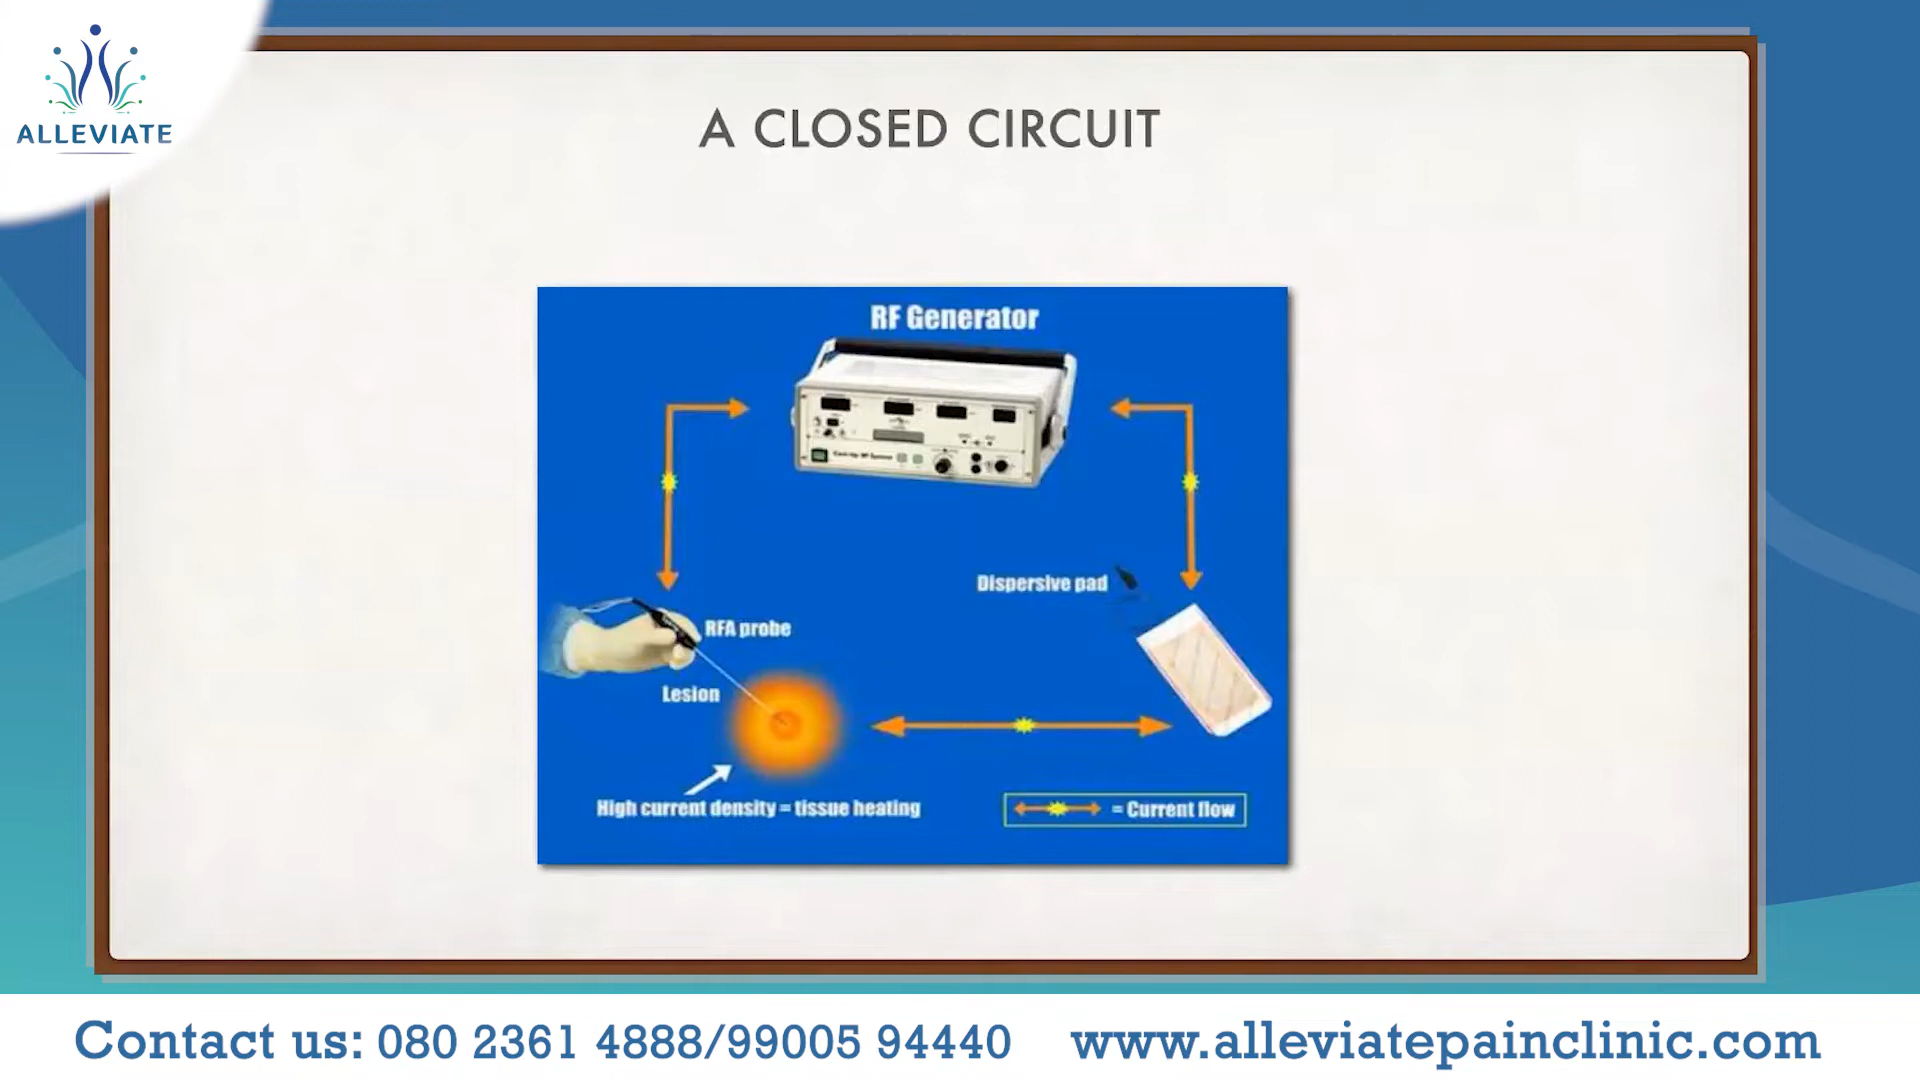 ALLEVIATE
A CLOSED CIRCUIT
RF Generator
Dispersive pad
RFA probe
Lesion
High current density = tissue heating
= Current flow
Contact us: 080 2361 4888/99005 94440
www.alleviatepainclinic.com